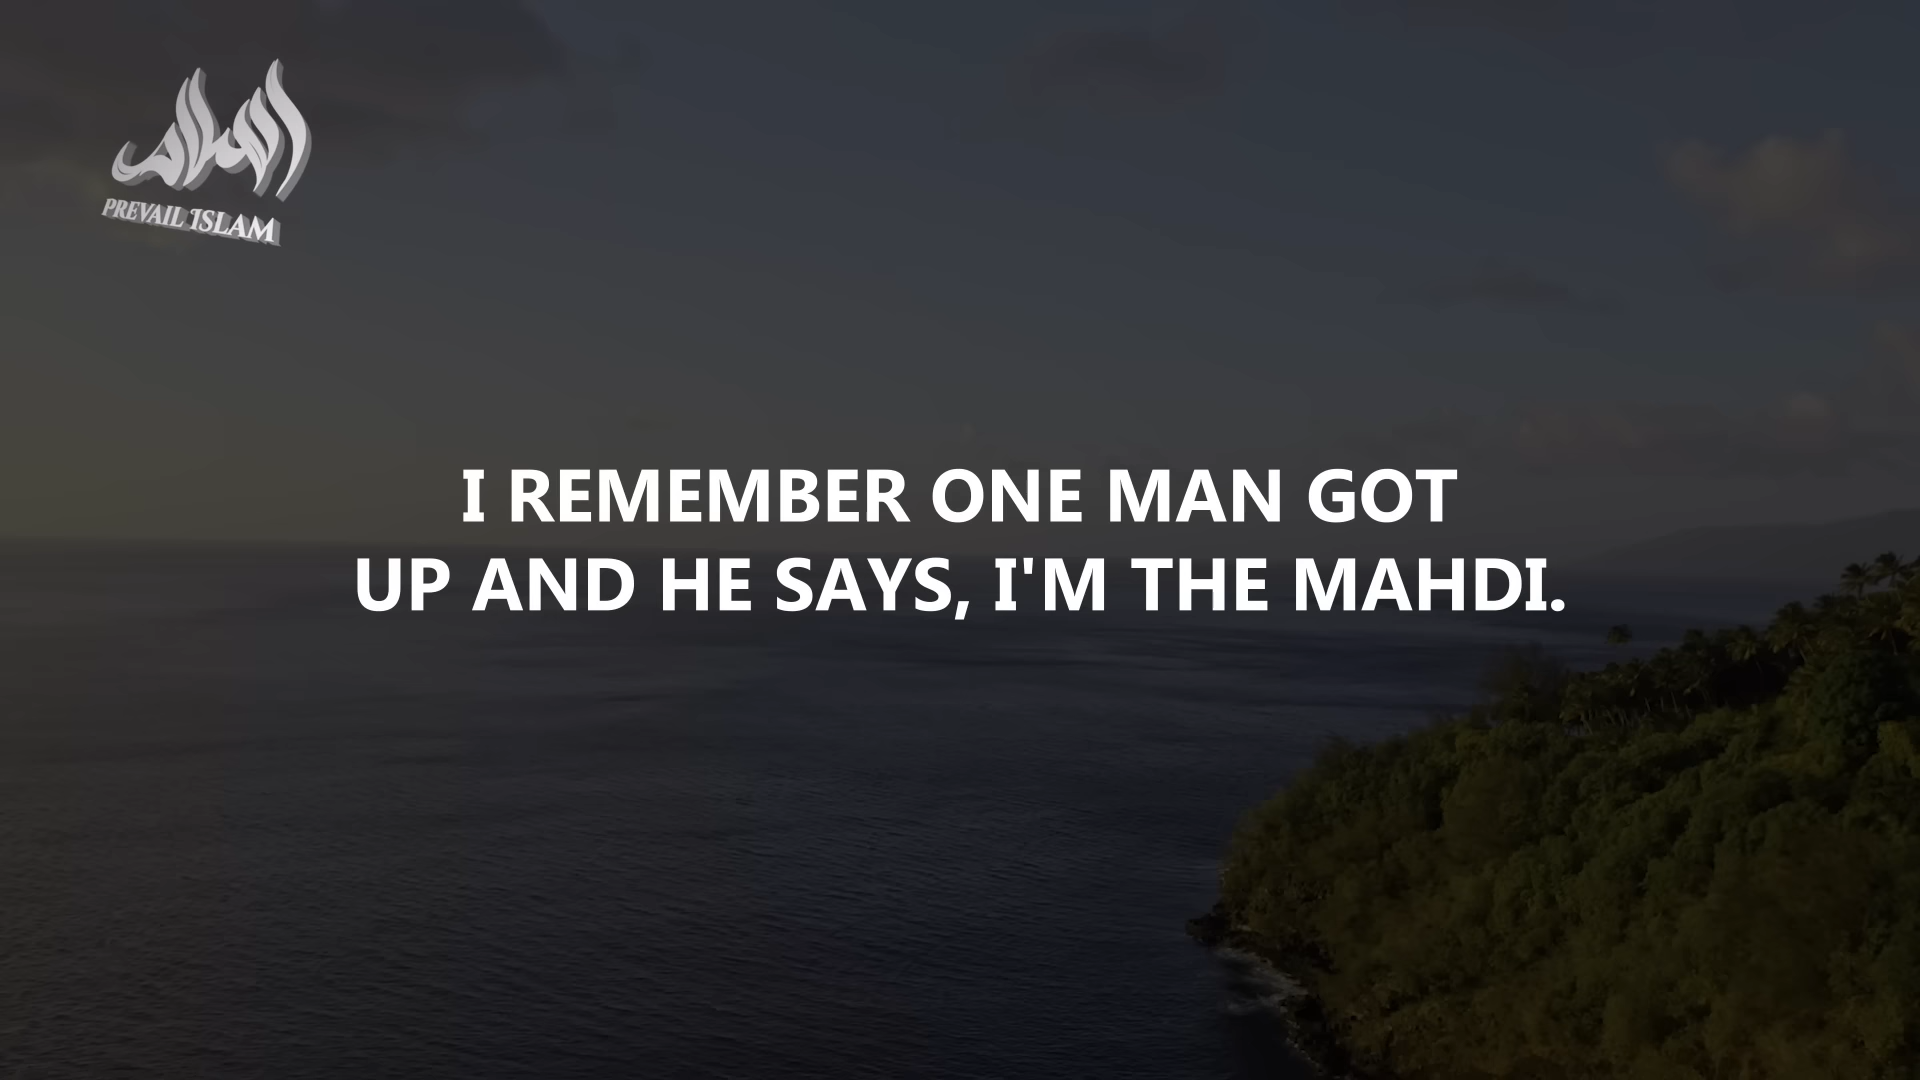 PREVAIL ISLAM
I REMEMBER ONE MAN GOT
UP AND HE SAYS, I'M THE MAHDI.